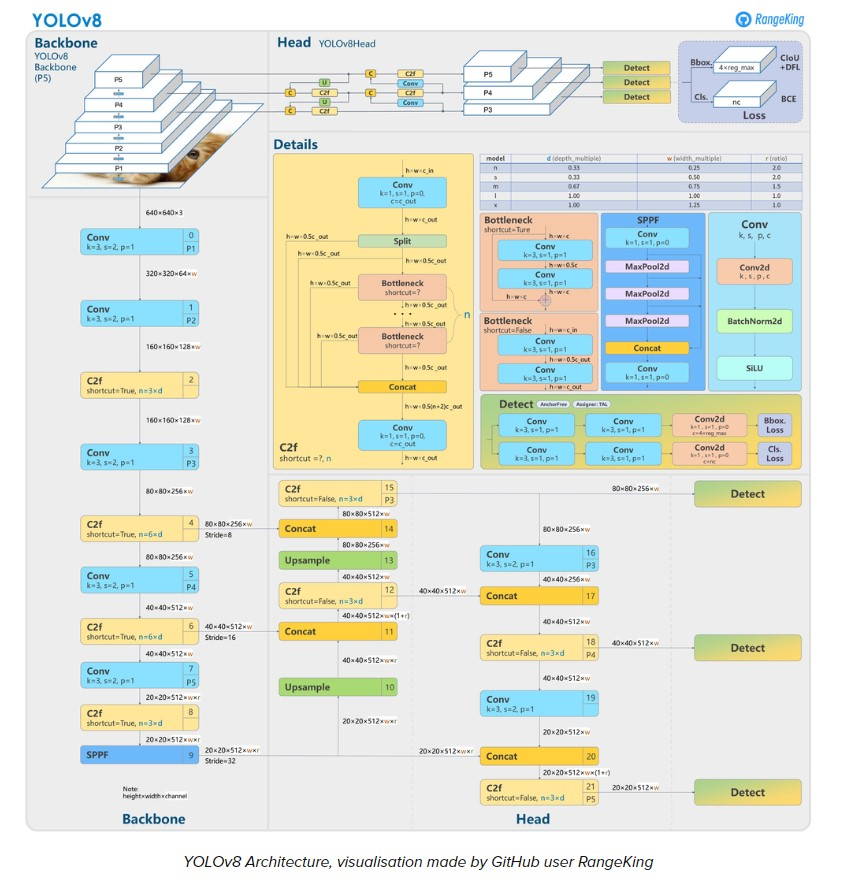 YOLOv8
RangeKing
Backbone
YOLOv8
Backbone
(P5)
P5
P4
P3
P2
P1
Head YOLOv8Head
C
C2f
U
Conv
C
C2f
C
C2f
U
Conv
C
C2f
P5
P4
P3
Detect
Detect
Detect
Bbox.
4×reg_max
CIoU
+DFL
Cls.
nc
BCE
Loss
640×640×3
Conv
k=3, s=2, p=1
0
P1
320×320×64×w
Conv
k=3, s=2, p=1
1
P2
160×160×128×w
C2f
shortcut=True, n=3×d
2
160×160×128×w
Conv
k=3, s=2, p=1
3
P3
80×80×256×w
C2f
shortcut=True, n=6×d
4
80×80×256×w
Stride=8
80×80×256×w
Conv
k=3, s=2, p=1
5
P4
40×40×512×w
C2f
shortcut=True, n=6×d
6
40×40×512×w
Stride=16
40×40×512×w
Conv
k=3, s=2, p=1
7
P5
20×20×512×w×r
C2f
shortcut=True, n=3×d
8
20×20×512×w×r
SPPF
9
20×20×512×w×r
Stride=32
Note:
height×width×channel
Backbone
Details
h×w×c_in
Conv
k=1, s=1, p=0,
c=c_out
h×w×c_out
Split
h×w×0.5c_out
h×w×0.5c_out
h×w×0.5c_out
Bottleneck
shortcut=?
h×w×0.5c_out
...
h×w×0.5c_out
h×w×0.5c_out
Bottleneck
shortcut=?
n
h×w×0.5c_out
Concat
h×w×0.5(n+2)c_out
Conv
k=1, s=1, p=0,
c=c_out
h×w×c_out
C2f
shortcut =?, n
model d (depth_multiple) w (width_multiple) r (ratio)
n 0.33 0.25 2.0
s 0.33 0.50 2.0
m 0.67 0.75 1.5
l 1.00 1.00 1.0
x 1.00 1.25 1.0
Bottleneck
shortcut=Ture
h×w×c
Conv
k=3, s=1, p=1
h×w×0.5c
Conv
k=3, s=1, p=1
h×w×c
h×w×c
Bottleneck
shortcut=False
h×w×c_in
Conv
k=3, s=1, p=1
h×w×0.5c_out
Conv
k=3, s=1, p=1
h×w×c_out
SPPF
Conv
k=1, s=1, p=0
MaxPool2d
MaxPool2d
MaxPool2d
Concat
Conv
k=1, s=1, p=0
Conv
k, s, p, c
Conv2d
k, s, p, c
BatchNorm2d
SiLU
Detect AnchorFree Assigner:TAL
Conv
k=3, s=1, p=1
Conv
k=3, s=1, p=1
Conv2d
k=1, s=1, p=0
c=4×reg_max
Bbox.
Loss
Conv
k=3, s=1, p=1
Conv
k=3, s=1, p=1
Conv2d
k=1, s=1, p=0
c=nc
Cls.
Loss
C2f
shortcut=False, n=3×d
15
P3
80×80×256×w
Detect
80×80×512×w
Concat
14
80×80×256×w
Upsample
13
40×40×512×w
C2f
shortcut=False, n=3×d
12
40×40×512×w
40×40×512×w×(1+r)
Concat
11
40×40×512×w×r
Upsample
10
20×20×512×w×r
80×80×256×w
Conv
k=3, s=2, p=1
16
P3
40×40×256×w
Concat
17
40×40×512×w
C2f
shortcut=False, n=3×d
18
P4
40×40×512×w
Detect
40×40×512×w
Conv
k=3, s=2, p=1
19
20×20×512×w
20×20×512×w×r
Concat
20
20×20×512×w×(1+r)
C2f
shortcut=False, n=3×d
21
P5
20×20×512×w
Detect
Head
YOLOv8 Architecture, visualisation made by GitHub user RangeKing